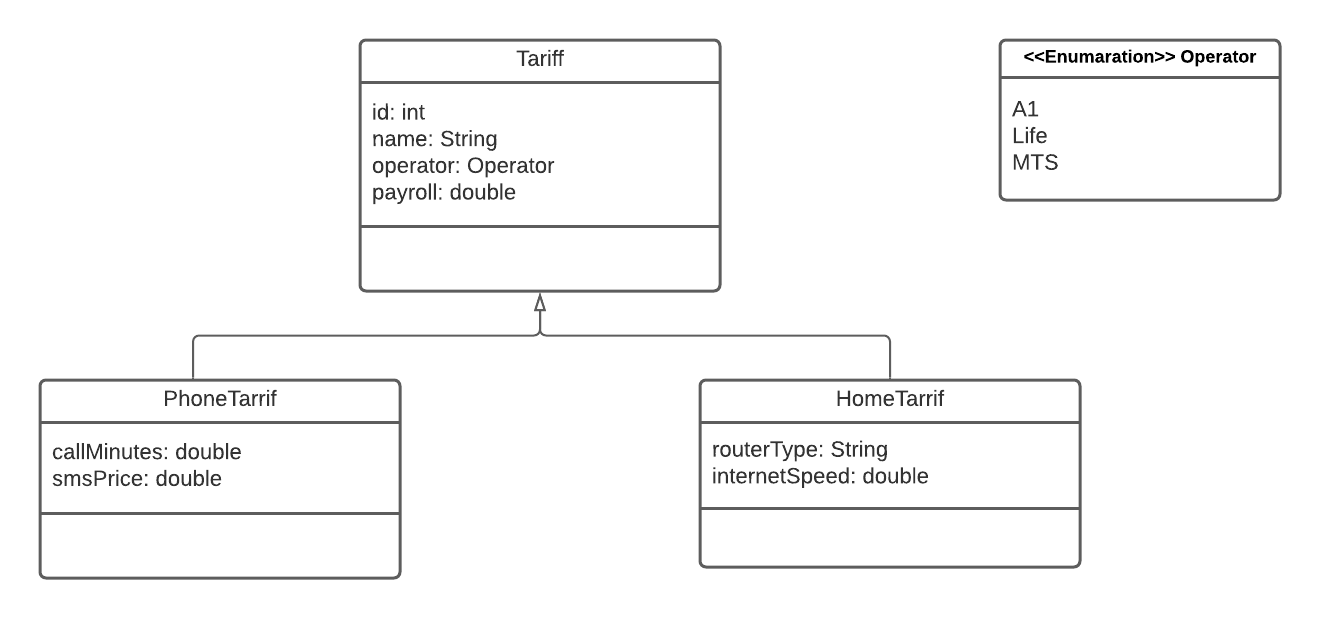 Tariff
id: int
name: String
operator: Operator
payroll: double
<<Enumaration>> Operator
A1
Life
MTS
PhoneTarrif
callMinutes: double
smsPrice: double
HomeTarrif
routerType: String
internetSpeed: double